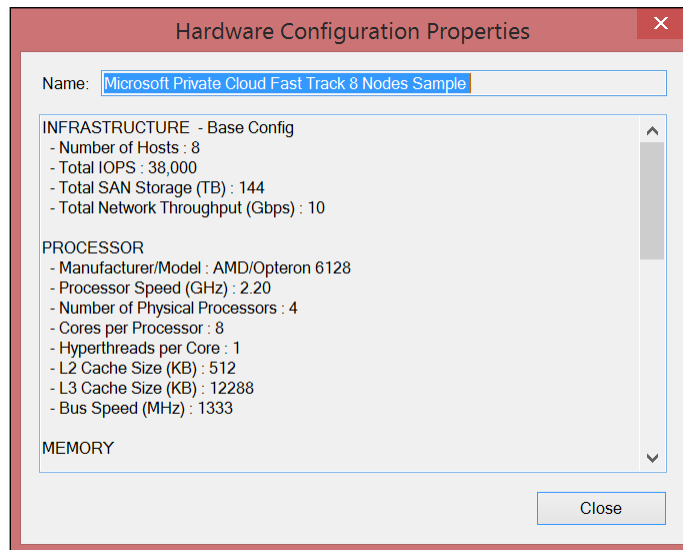 Hardware Configuration Properties
Name: Microsoft Private Cloud Fast Track 8 Nodes Sample
INFRASTRUCTURE - Base Config
- Number of Hosts : 8
- Total IOPS : 38,000
- Total SAN Storage (TB) : 144
- Total Network Throughput (Gbps) : 10
PROCESSOR
- Manufacturer/Model : AMD/Opteron 6128
- Processor Speed (GHz) : 2.20
- Number of Physical Processors : 4
- Cores per Processor : 8
- Hyperthreads per Core : 1
- L2 Cache Size (KB) : 512
- L3 Cache Size (KB) : 12288
- Bus Speed (MHz) : 1333
MEMORY
Close